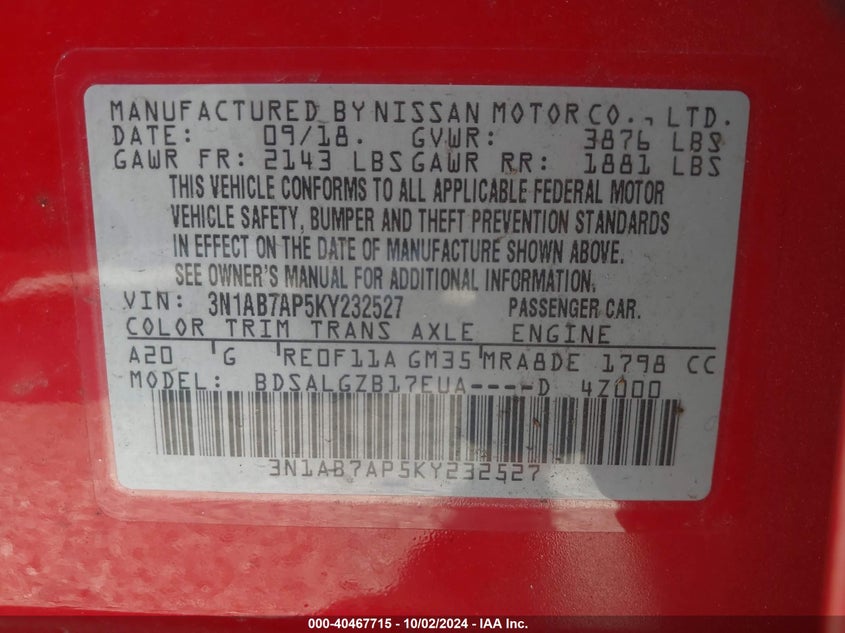 MANUFACTURED BY NISSAN MOTOR CO., LTD.
DATE: 09/18. GVWR: 3876 LBS
GAWR FR: 2143 LBS GAWR RR: 1881 LBS
THIS VEHICLE CONFORMS TO ALL APPLICABLE FEDERAL MOTOR
VEHICLE SAFETY, BUMPER AND THEFT PREVENTION STANDARDS
IN EFFECT ON THE DATE OF MANUFACTURE SHOWN ABOVE.
SEE OWNER'S MANUAL FOR ADDITIONAL INFORMATION.
VIN: 3N1AB7AP5KY232527 PASSENGER CAR.
COLOR TRIM TRANS AXLE ENGINE
A20 G RE0F11A GM35 MRA8DE 1798 CC
MODEL: BDSALGZB17EUA----D 4Z000
3N1AB7AP5KY232527
000-40467715 - 10/02/2024 - IAA Inc.